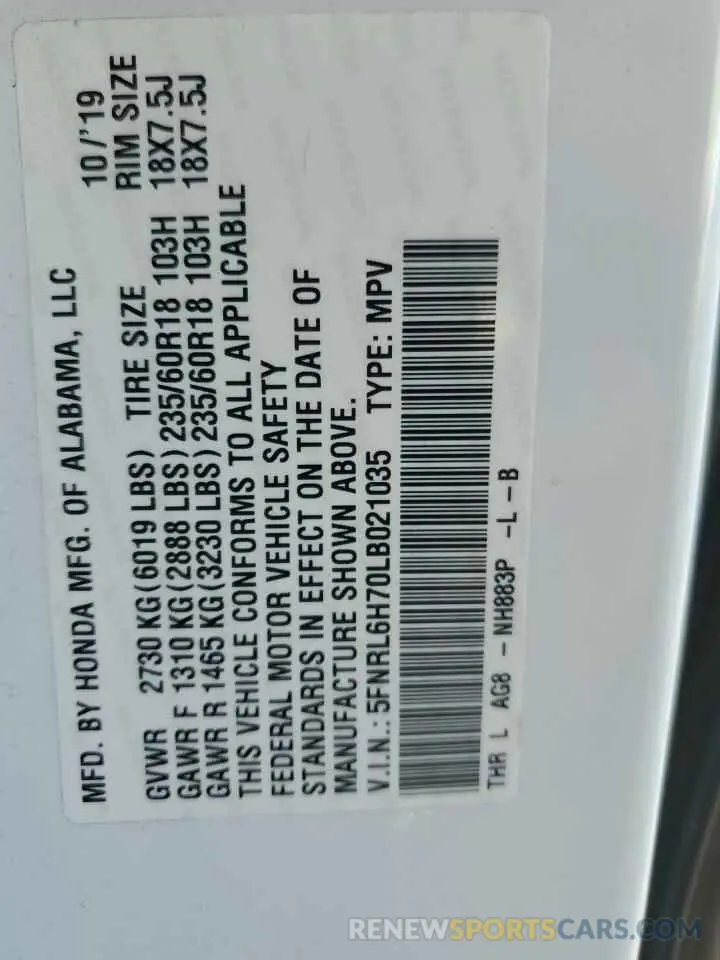 MFD. BY HONDA MFG. OF ALABAMA, LLC 10/'19
GVWR 2730 KG(6019 LBS) TIRE SIZE RIM SIZE
GAWR F 1310 KG(2888 LBS) 235/60R18 103H 18X7.5J
GAWR R 1465 KG(3230 LBS) 235/60R18 103H 18X7.5J
THIS VEHICLE CONFORMS TO ALL APPLICABLE
FEDERAL MOTOR VEHICLE SAFETY
STANDARDS IN EFFECT ON THE DATE OF
MANUFACTURE SHOWN ABOVE.
V.I.N.: 5FNRL6H70LB021035 TYPE: MPV
THR L AG8 - NH883P -L-B
RENEWSPORTSCARS.COM